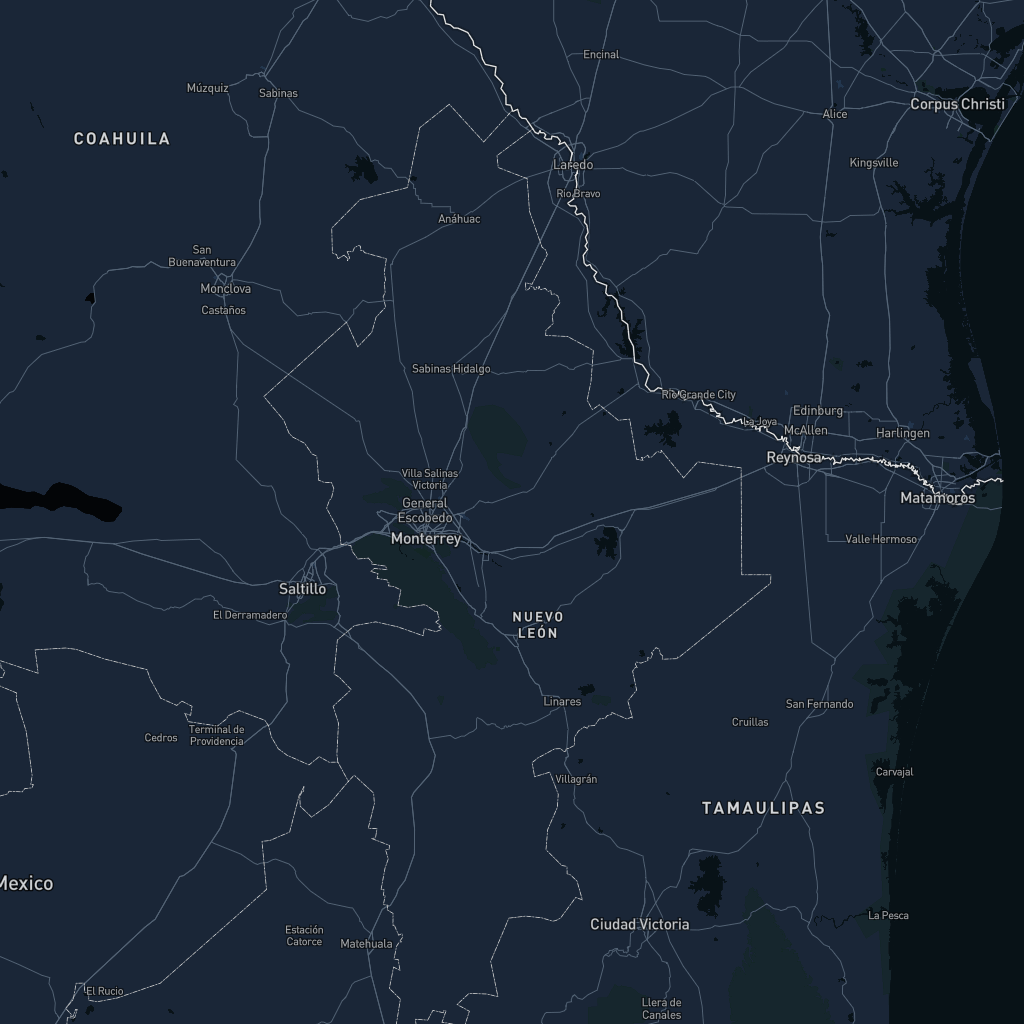 Encinal
Múzquiz
Sabinas
Corpus Christi
Alice
COAHUILA
Kingsville
Laredo
Río Bravo
Anáhuac
San
Buenaventura
Monclova
Castaños
Sabinas Hidalgo
Rio Grande City
Edinburg
La Joya
McAllen
Harlingen
Reynosa
Villa Salinas
Victoria
Matamoros
General
Escobedo
Monterrey
Valle Hermoso
Saltillo
El Derramadero
NUEVO
LEÓN
Linares
San Fernando
Cruillas
Terminal de
Providencia
Cedros
Carvajal
Villagrán
TAMAULIPAS
Mexico
La Pesca
Ciudad Victoria
Estación
Catorce
Matehuala
El Rucio
Llera de
Canales